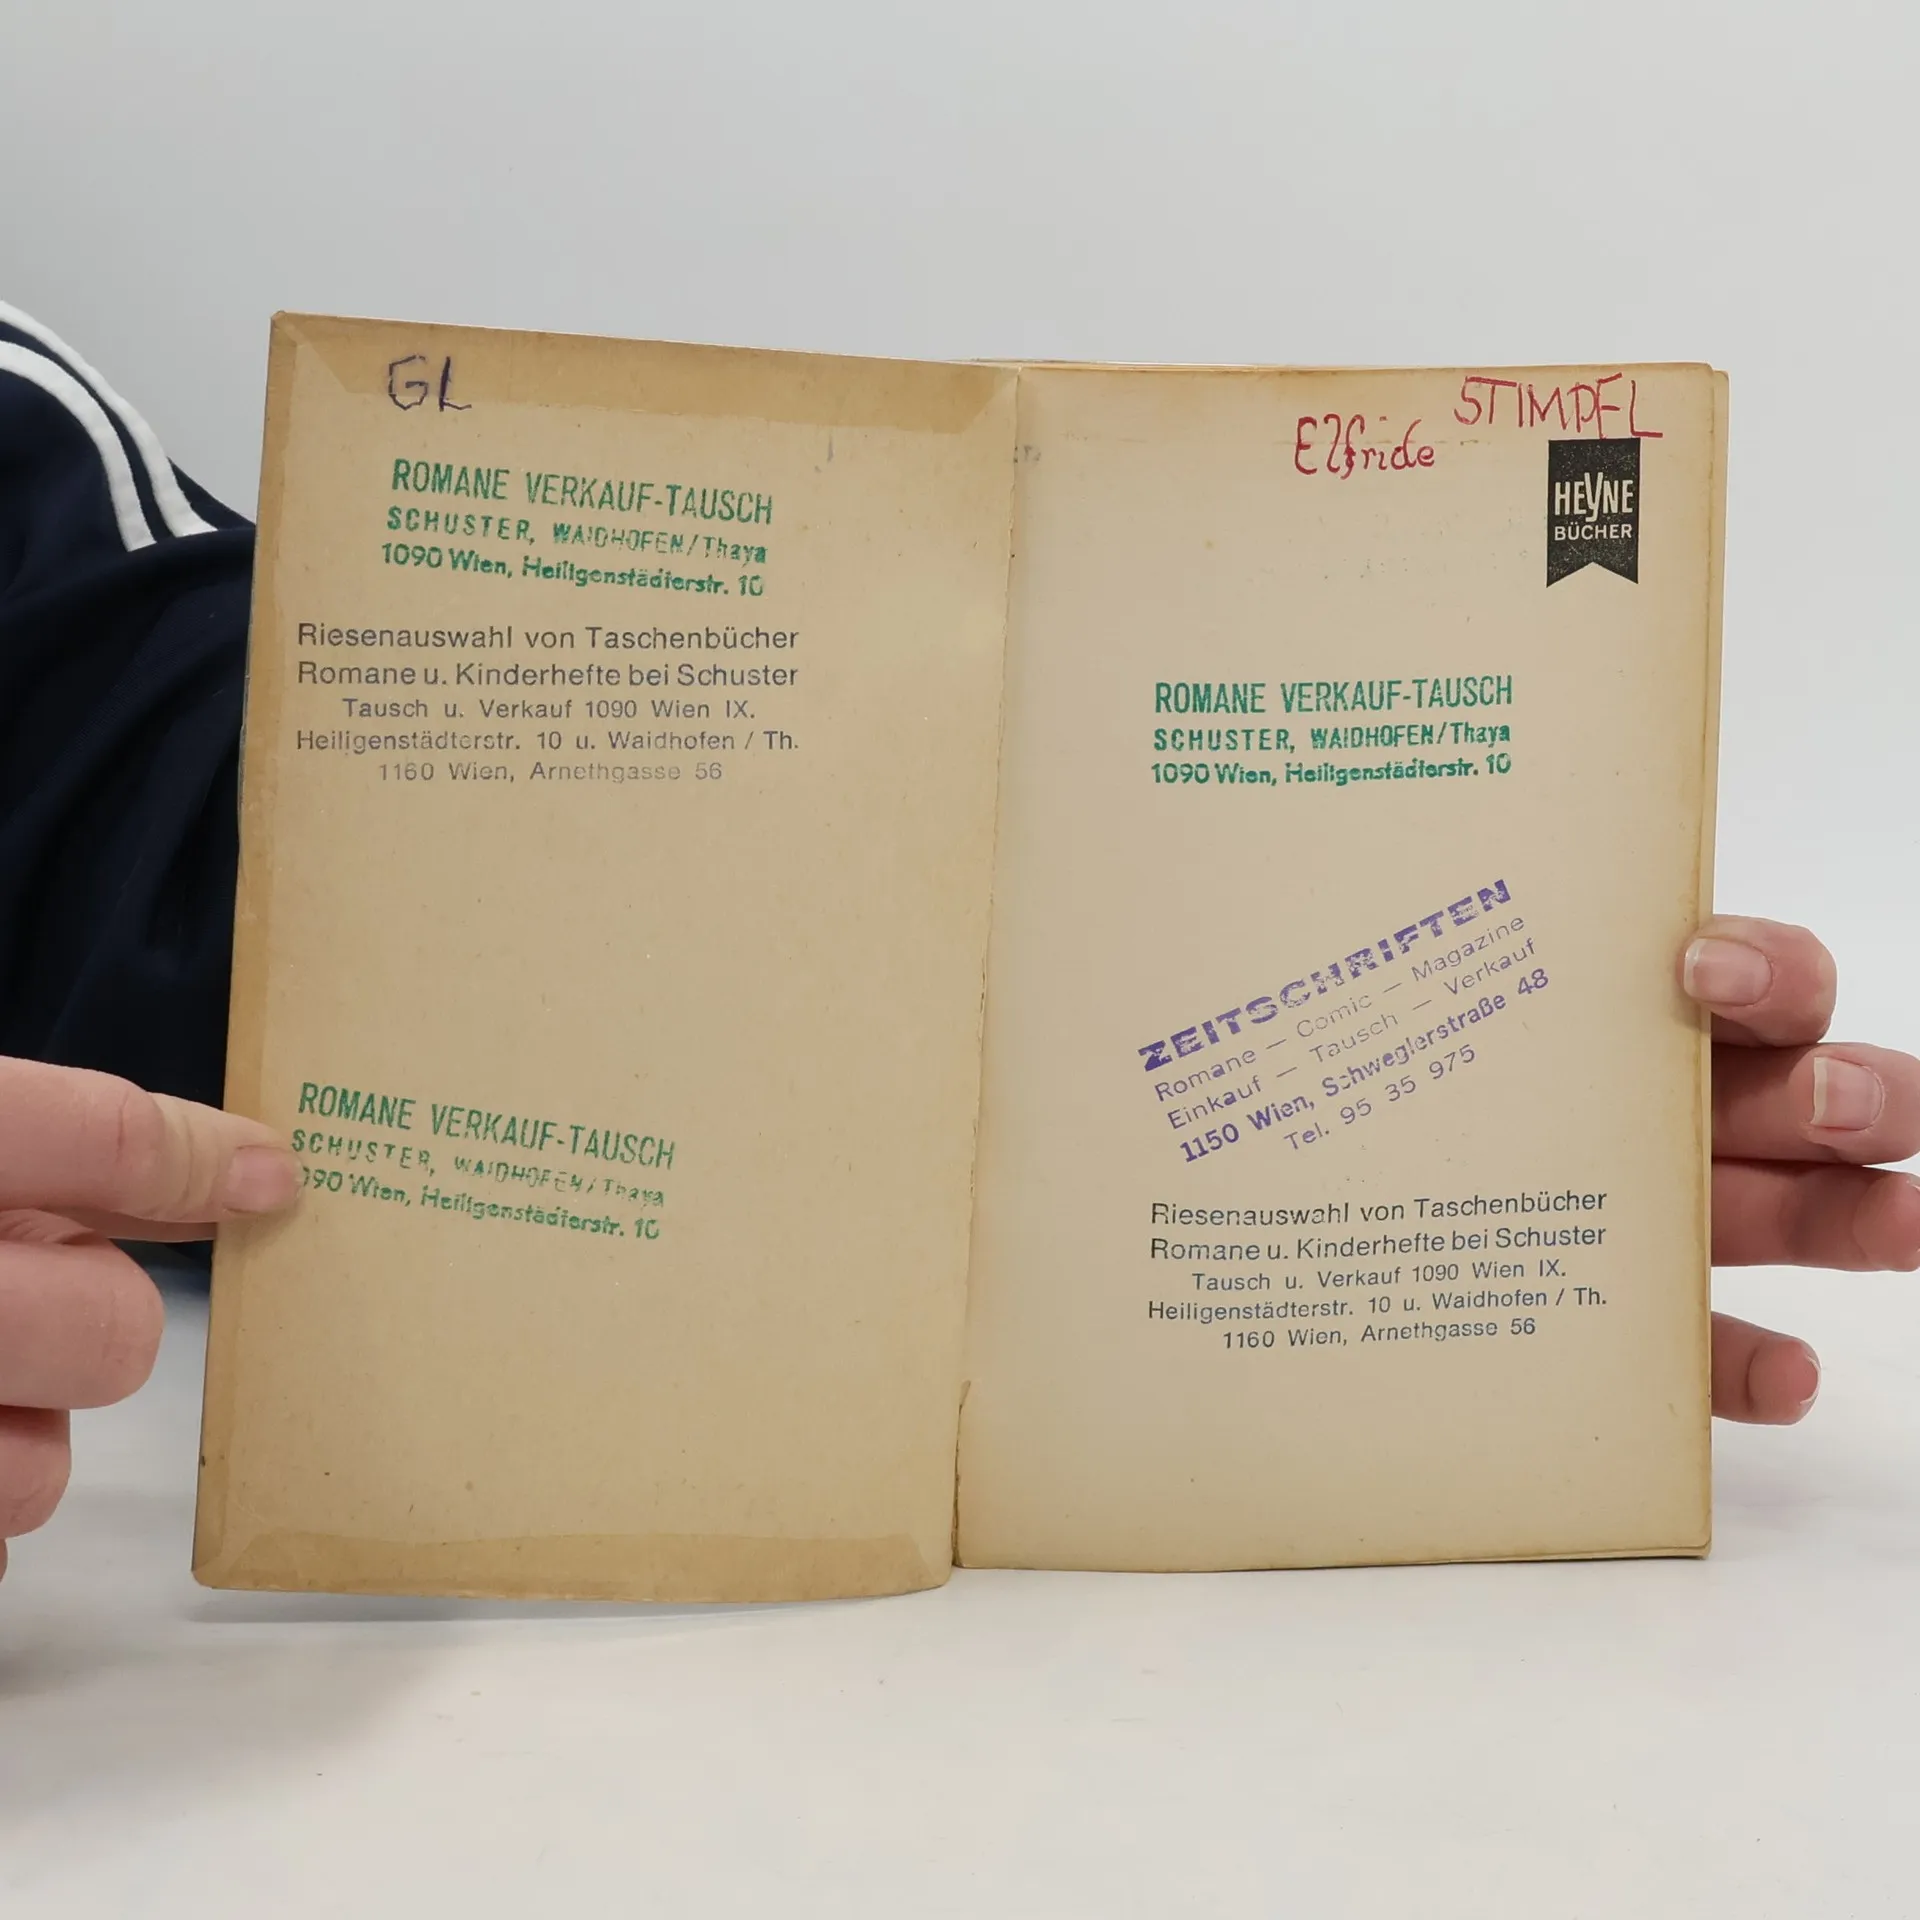 GL
ROMANE VERKAUF-TAUSCH
SCHUSTER, WAIDHOFEN/Thaya
1090 Wien, Heiligenstädterstr. 10
Riesenauswahl von Taschenbücher
Romane u. Kinderhefte bei Schuster
Tausch u. Verkauf 1090 Wien IX.
Heiligenstädterstr. 10 u. Waidhofen / Th.
1160 Wien, Arnethgasse 56
ROMANE VERKAUF-TAUSCH
SCHUSTER, WAIDHOFEN/Thaya
090 Wien, Heiligenstädterstr. 10
STIMPFL
Elfride
HEYNE
BÜCHER
ROMANE VERKAUF-TAUSCH
SCHUSTER, WAIDHOFEN/Thaya
1090 Wien, Heiligenstädterstr. 10
ZEITSCHRIFTEN
Romane — Comic — Magazine
Einkauf — Tausch — Verkauf
1150 Wien, Schweglerstraße 48
Tel. 95 35 975
Riesenauswahl von Taschenbücher
Romane u. Kinderhefte bei Schuster
Tausch u. Verkauf 1090 Wien IX.
Heiligenstädterstr. 10 u. Waidhofen / Th.
1160 Wien, Arnethgasse 56